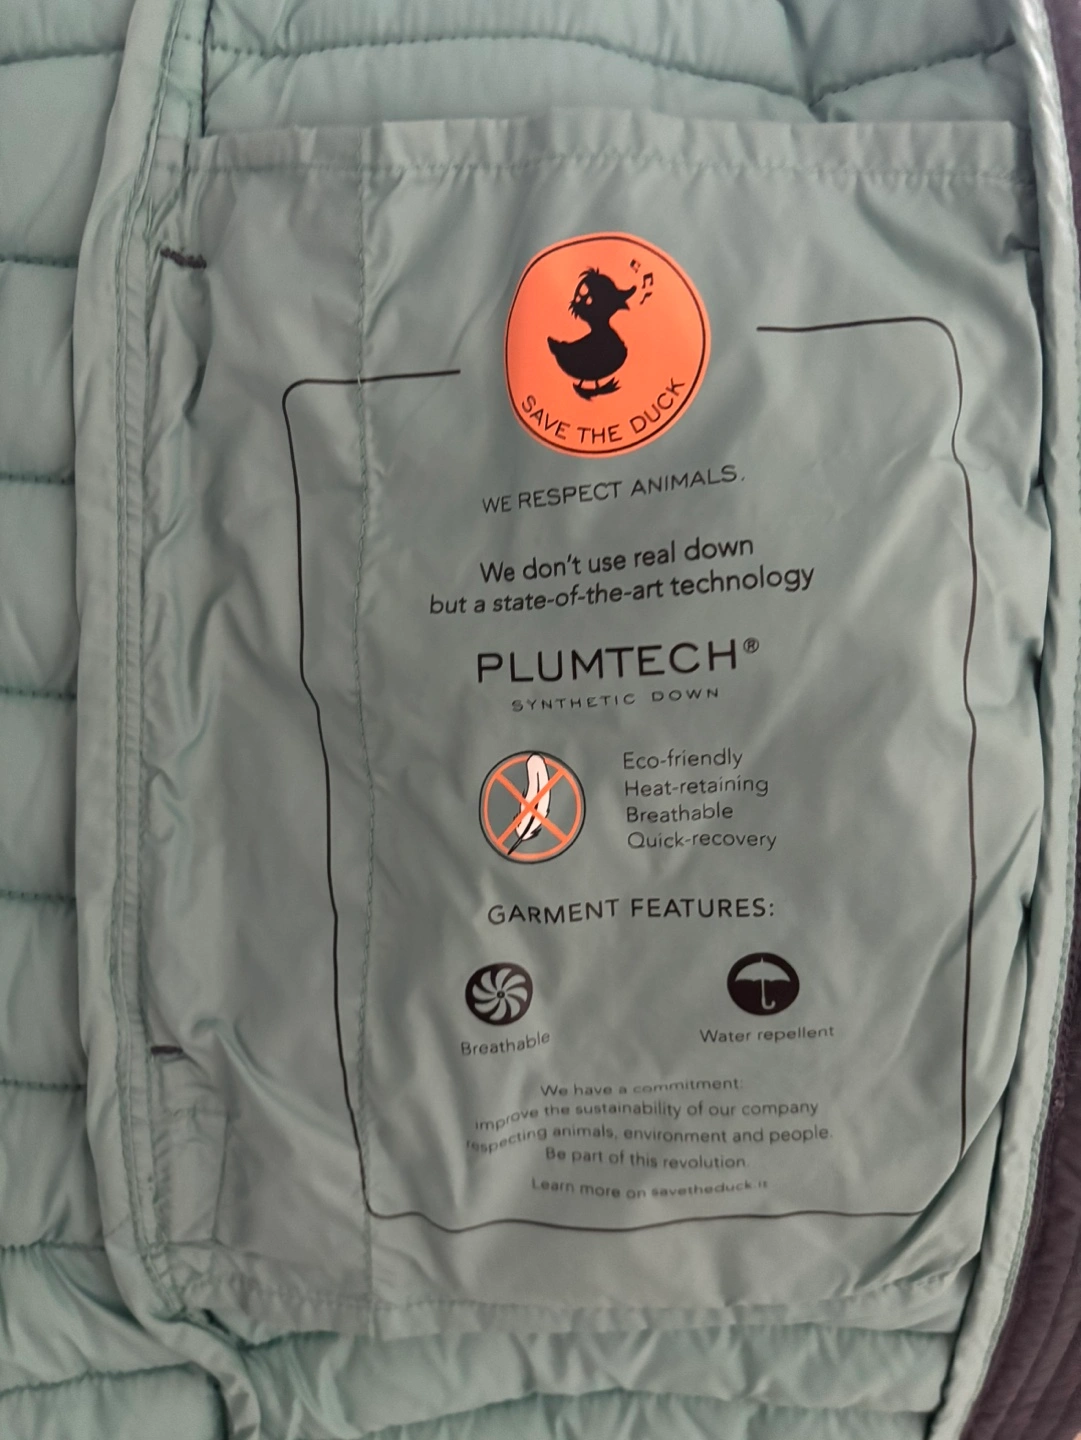 SAVE THE DUCK
WE RESPECT ANIMALS.
We don't use real down
but a state-of-the-art technology
PLUMTECH®
SYNTHETIC DOWN
Eco-friendly
Heat-retaining
Breathable
Quick-recovery
GARMENT FEATURES:
Breathable
Water repellent
We have a commitment:
improve the sustainability of our company
respecting animals, environment and people.
Be part of this revolution.
Learn more on savetheduck.it